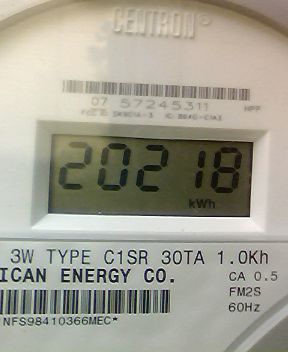 CENTRON®
07 57245311
HPP
20218
kWh
3W TYPE C1SR 30TA 1.0Kh
ICAN ENERGY CO.
CA 0.5
FM2S
60Hz
NFS98410366MEC*